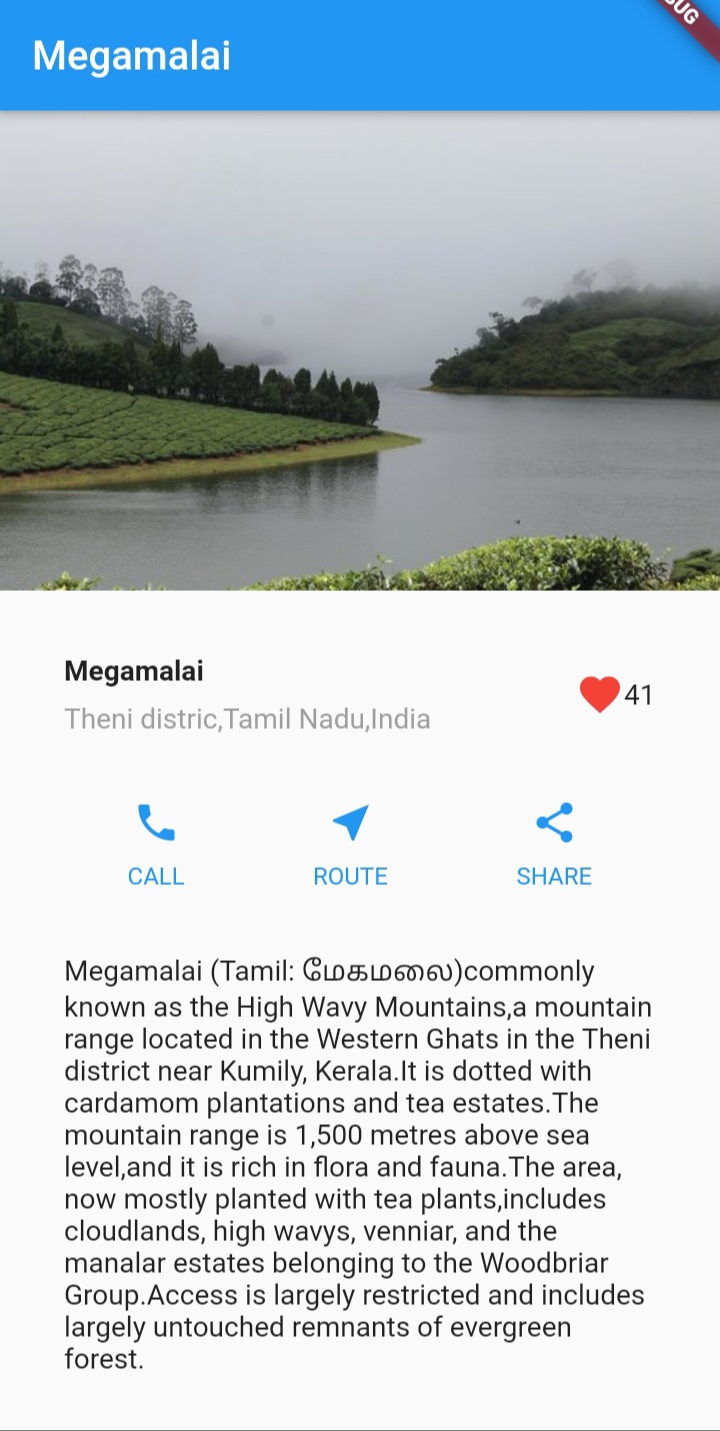 Megamalai
Megamalai
Theni distric,Tamil Nadu,India
41
CALL
ROUTE
SHARE
Megamalai (Tamil: மேகமலை)commonly
known as the High Wavy Mountains,a mountain
range located in the Western Ghats in the Theni
district near Kumily, Kerala.It is dotted with
cardamom plantations and tea estates.The
mountain range is 1,500 metres above sea
level,and it is rich in flora and fauna.The area,
now mostly planted with tea plants,includes
cloudlands, high wavys, venniar, and the
manalar estates belonging to the Woodbriar
Group.Access is largely restricted and includes
largely untouched remnants of evergreen
forest.